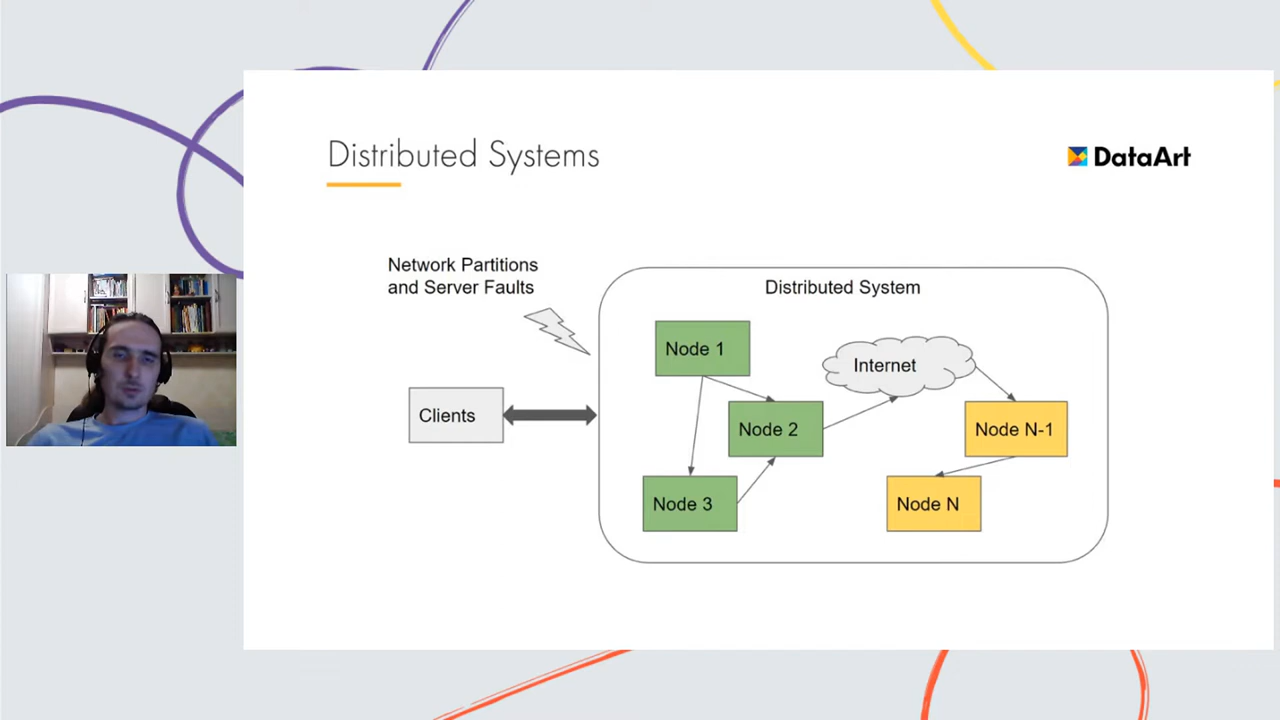 Distributed Systems
DataArt
Network Partitions
and Server Faults
Distributed System
Node 1
Internet
Clients
Node 2
Node N-1
Node 3
Node N